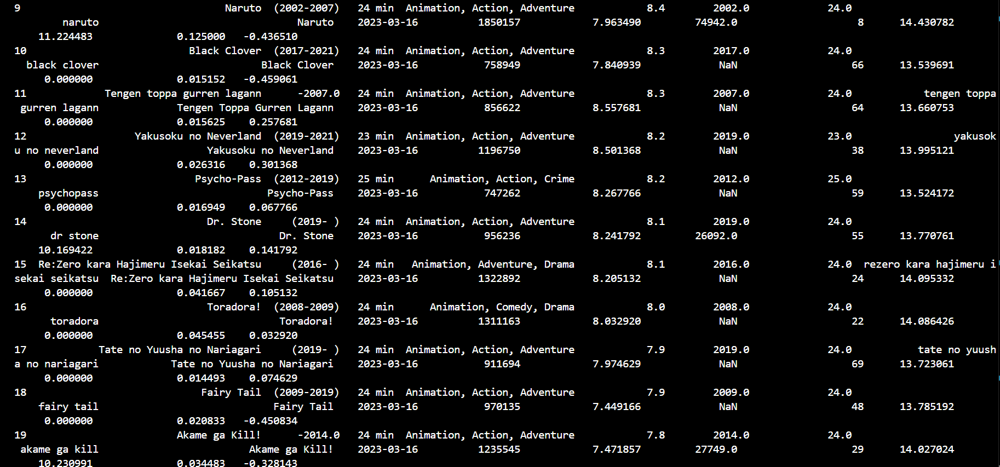 9 Naruto (2002-2007) 24 min Animation, Action, Adventure 8.4 2002.0 24.0
naruto Naruto 2023-03-16 1850157 7.963490 74942.0 8 14.430782
11.224483 0.125000 -0.436510
10 Black Clover (2017-2021) 24 min Animation, Action, Adventure 8.3 2017.0 24.0
black clover Black Clover 2023-03-16 758949 7.840939 NaN 66 13.539691
0.000000 0.015152 -0.459061
11 Tengen toppa gurren lagann -2007.0 24 min Animation, Action, Adventure 8.3 2007.0 24.0 tengen toppa
gurren lagann Tengen Toppa Gurren Lagann 2023-03-16 856622 8.557681 NaN 64 13.660753
0.000000 0.015625 0.257681
12 Yakusoku no Neverland (2019-2021) 23 min Animation, Action, Adventure 8.2 2019.0 23.0 yakusok
u no neverland Yakusoku no Neverland 2023-03-16 1196750 8.501368 NaN 38 13.995121
0.000000 0.026316 0.301368
13 Psycho-Pass (2012-2019) 25 min Animation, Action, Crime 8.2 2012.0 25.0
psychopass Psycho-Pass 2023-03-16 747262 8.267766 NaN 59 13.524172
0.000000 0.016949 0.067766
14 Dr. Stone (2019- ) 24 min Animation, Action, Adventure 8.1 2019.0 24.0
dr stone Dr. Stone 2023-03-16 956236 8.241792 26092.0 55 13.770761
10.169422 0.018182 0.141792
15 Re:Zero kara Hajimeru Isekai Seikatsu (2016- ) 24 min Animation, Adventure, Drama 8.1 2016.0 24.0 rezero kara hajimeru i
sekai seikatsu Re:Zero kara Hajimeru Isekai Seikatsu 2023-03-16 1322892 8.205132 NaN 24 14.095332
0.000000 0.041667 0.105132
16 Toradora! (2008-2009) 24 min Animation, Comedy, Drama 8.0 2008.0 24.0
toradora Toradora! 2023-03-16 1311163 8.032920 NaN 22 14.086426
0.000000 0.045455 0.032920
17 Tate no Yuusha no Nariagari (2019- ) 24 min Animation, Action, Adventure 7.9 2019.0 24.0 tate no yuush
a no nariagari Tate no Yuusha no Nariagari 2023-03-16 911694 7.974629 NaN 69 13.723061
0.000000 0.014493 0.074629
18 Fairy Tail (2009-2019) 24 min Animation, Action, Adventure 7.9 2009.0 24.0
fairy tail Fairy Tail 2023-03-16 970135 7.449166 NaN 48 13.785192
0.000000 0.020833 -0.450834
19 Akame ga Kill! -2014.0 24 min Animation, Action, Adventure 7.8 2014.0 24.0
akame ga kill Akame ga Kill! 2023-03-16 1235545 7.471857 27749.0 29 14.027024
10.230991 0.034483 -0.328143